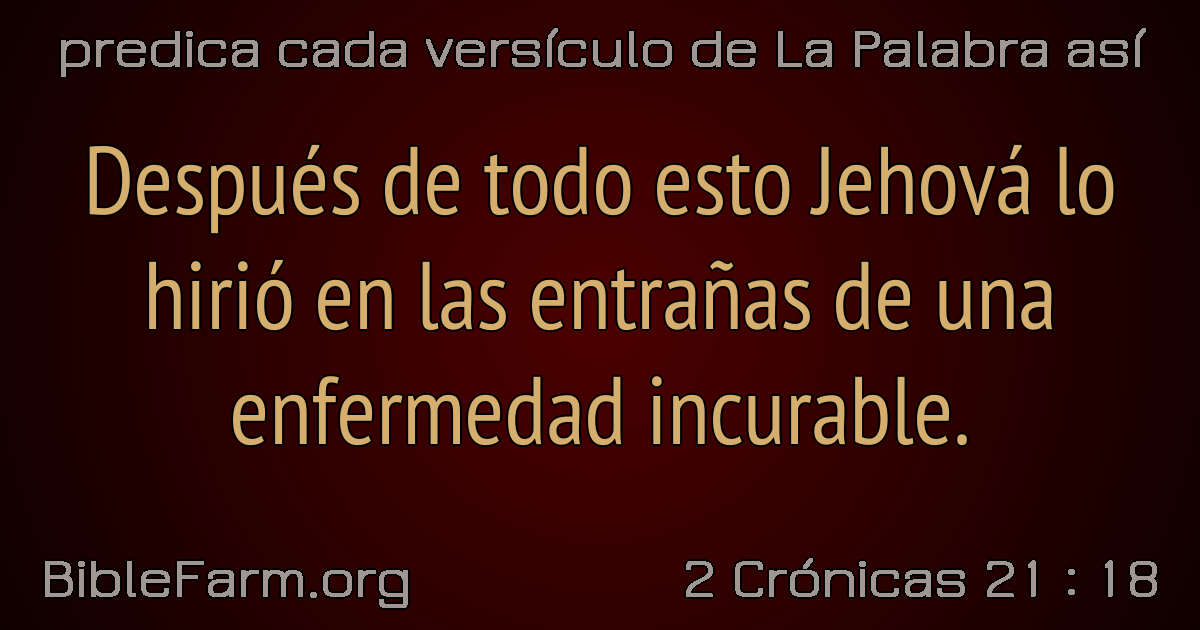 predica cada versículo de La Palabra así
Después de todo esto Jehová lo
hirió en las entrañas de una
enfermedad incurable.
BibleFarm.org
2 Crónicas 21 : 18